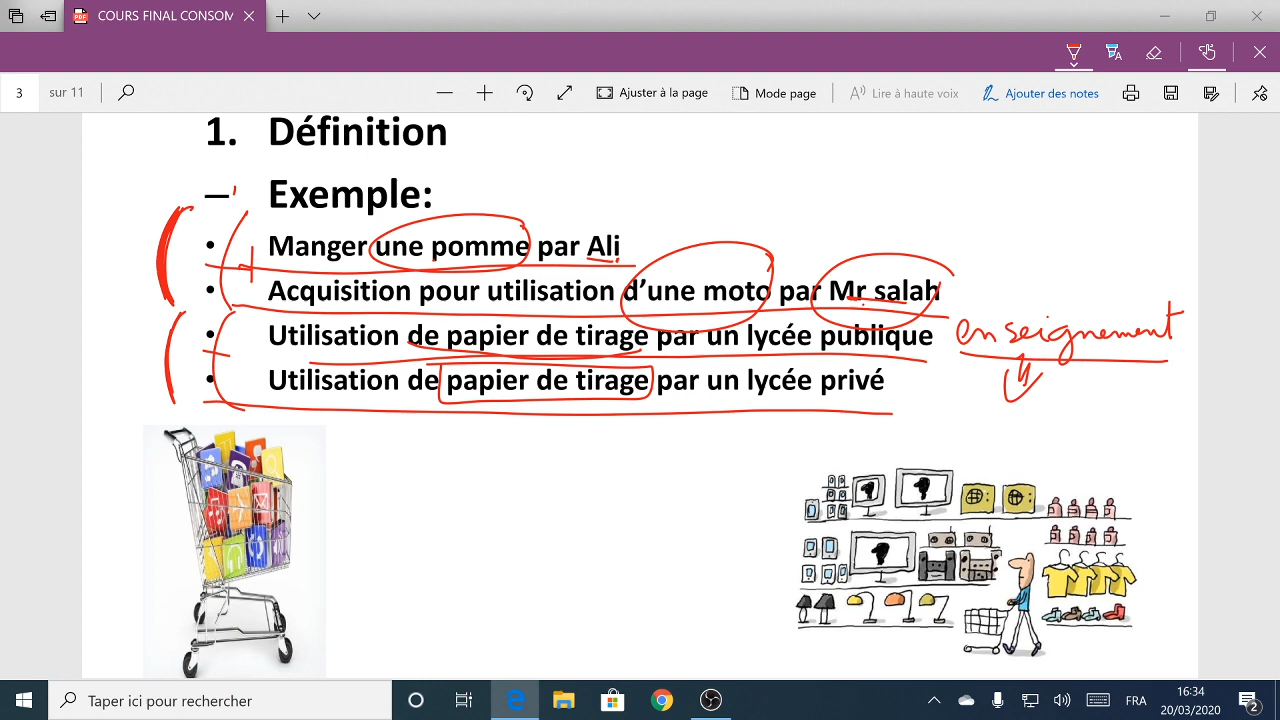 COURS FINAL CONSOM
3 sur 11
Ajuster à la page
Mode page
Lire à haute voix
Ajouter des notes
1. Définition
– Exemple:
• Manger une pomme par Ali
• Acquisition pour utilisation d'une moto par Mr salah
• Utilisation de papier de tirage par un lycée publique
enseignement
• Utilisation de papier de tirage par un lycée privé
Taper ici pour rechercher
FRA
16:34
20/03/2020
2